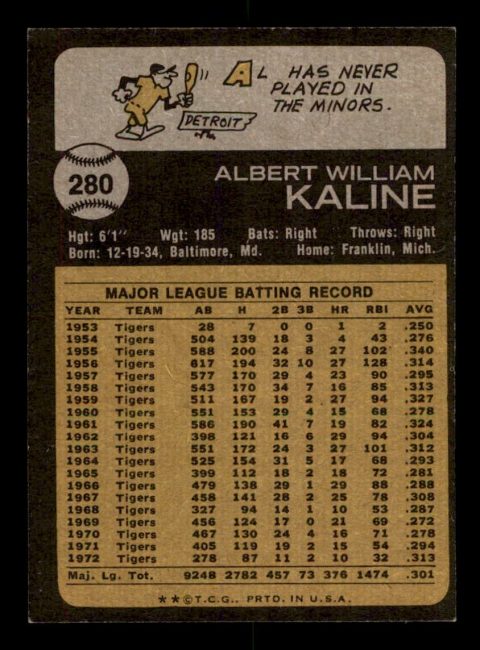 AL HAS NEVER
PLAYED IN
THE MINORS.
DETROIT
280
ALBERT WILLIAM
KALINE
Hgt: 6'1" Wgt: 185 Bats: Right Throws: Right
Born: 12-19-34, Baltimore, Md. Home: Franklin, Mich.
MAJOR LEAGUE BATTING RECORD
YEAR TEAM AB H 2B 3B HR RBI AVG
1953 Tigers 28 7 0 0 1 2 .250
1954 Tigers 504 139 18 3 4 43 .276
1955 Tigers 588 200 24 8 27 102 .340
1956 Tigers 617 194 32 10 27 128 .314
1957 Tigers 577 170 29 4 23 90 .295
1958 Tigers 543 170 34 7 16 85 .313
1959 Tigers 511 167 19 2 27 94 .327
1960 Tigers 551 153 29 4 15 68 .278
1961 Tigers 586 190 41 7 19 82 .324
1962 Tigers 398 121 16 6 29 94 .304
1963 Tigers 551 172 24 3 27 101 .312
1964 Tigers 525 154 31 5 17 68 .293
1965 Tigers 399 112 18 2 18 72 .281
1966 Tigers 479 138 29 1 29 88 .288
1967 Tigers 458 141 28 2 25 78 .308
1968 Tigers 327 94 14 1 10 53 .287
1969 Tigers 456 124 17 0 21 69 .272
1970 Tigers 467 130 24 4 16 71 .278
1971 Tigers 405 119 19 2 15 54 .294
1972 Tigers 278 87 11 2 10 32 .313
Maj. Lg. Tot. 9248 2782 457 73 376 1474 .301
**©T.C.G., PRTD. IN U.S.A.